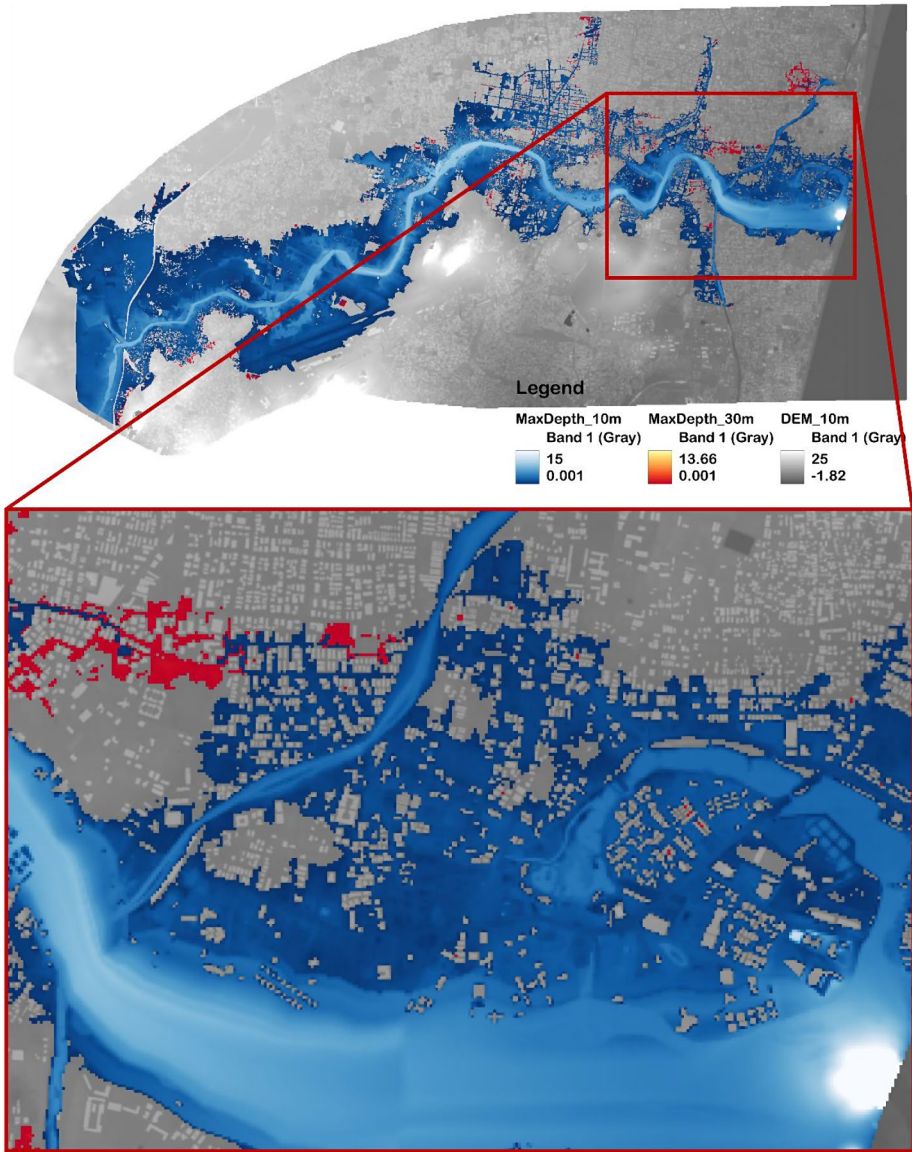 Legend
MaxDepth_10m MaxDepth_30m DEM_10m
Band 1 (Gray) Band 1 (Gray) Band 1 (Gray)
15 13.66 25
0.001 0.001 -1.82